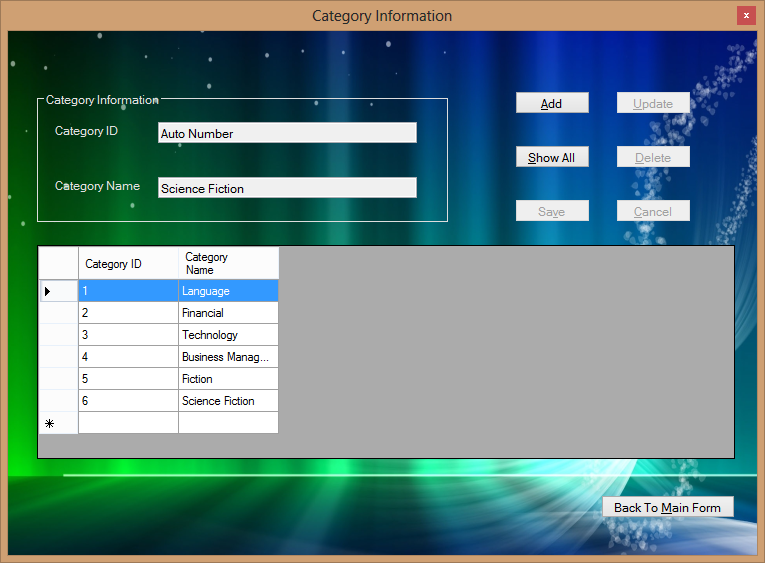 Category Information
x
Category Information
Category ID
Auto Number
Category Name
Science Fiction
Add
Update
Show All
Delete
Save
Cancel
Category ID
Category
Name
1 Language
2 Financial
3 Technology
4 Business Manag...
5 Fiction
6 Science Fiction
Back To Main Form